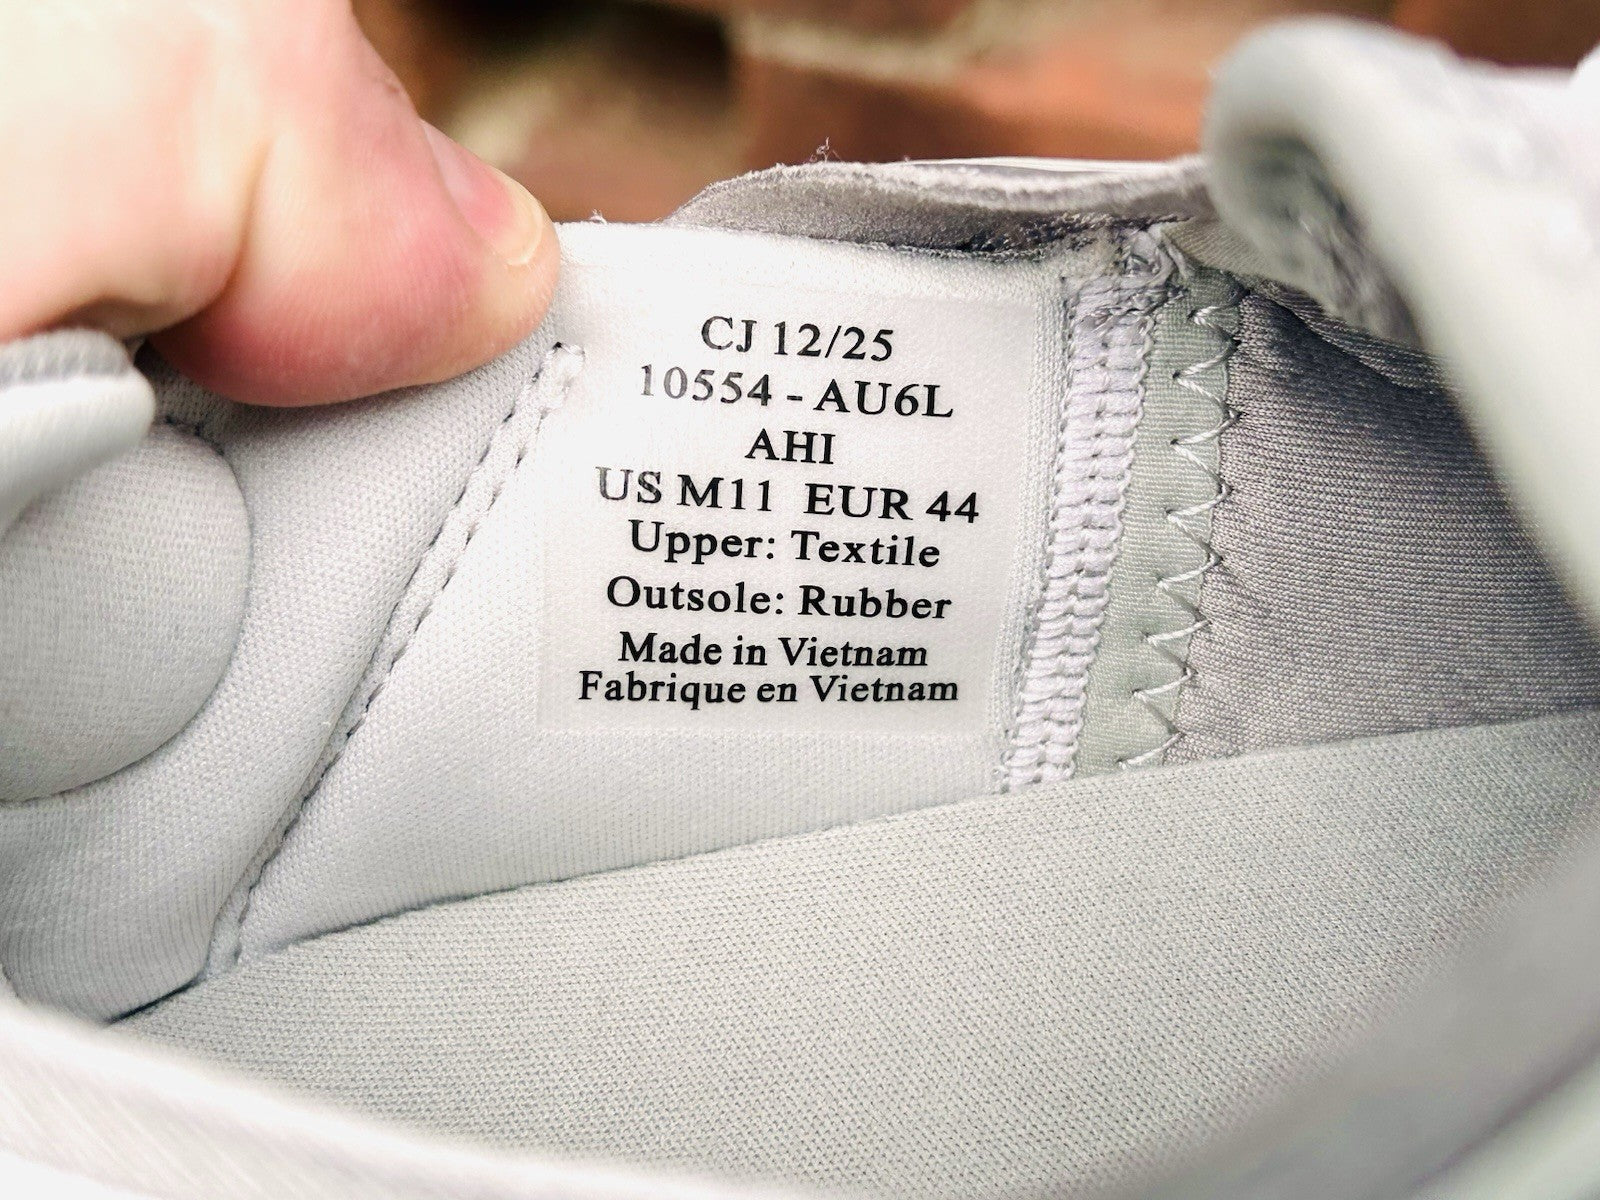 CJ 12/25
10554 - AU6L
AHI
US M11 EUR 44
Upper: Textile
Outsole: Rubber
Made in Vietnam
Fabrique en Vietnam